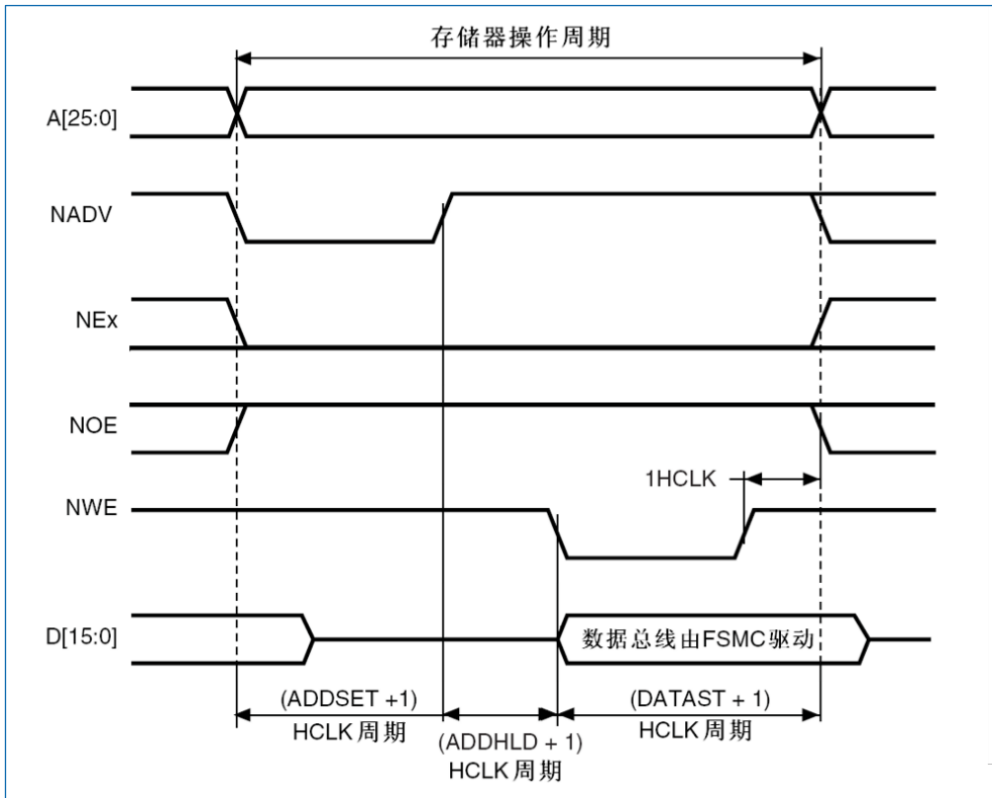 存储器操作周期
A[25:0]
NADV
NEx
NOE
1HCLK
NWE
D[15:0]
数据总线由FSMC驱动
(ADDSET +1)
HCLK 周期
(ADDHLD + 1)
HCLK 周期
(DATAST + 1)
HCLK 周期